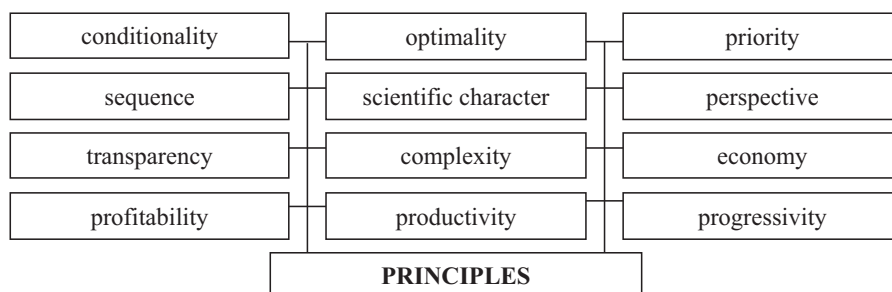 conditionality
optimality
priority
sequence
scientific character
perspective
transparency
complexity
economy
profitability
productivity
progressivity
PRINCIPLES